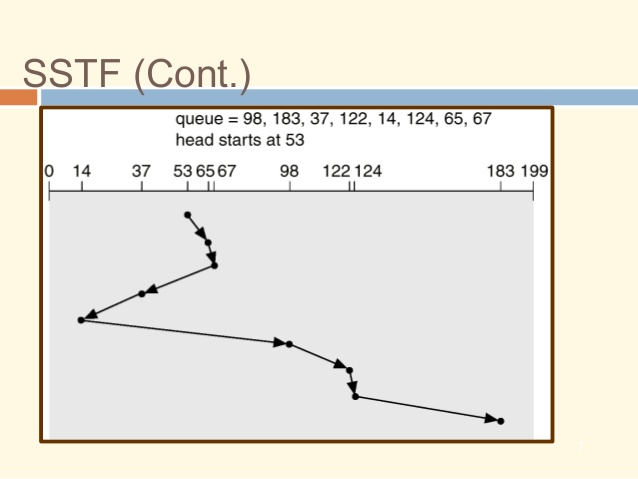 SSTF (Cont.)
queue = 98, 183, 37, 122, 14, 124, 65, 67
head starts at 53
0 14 37 53 65 67 98 122 124 183 199